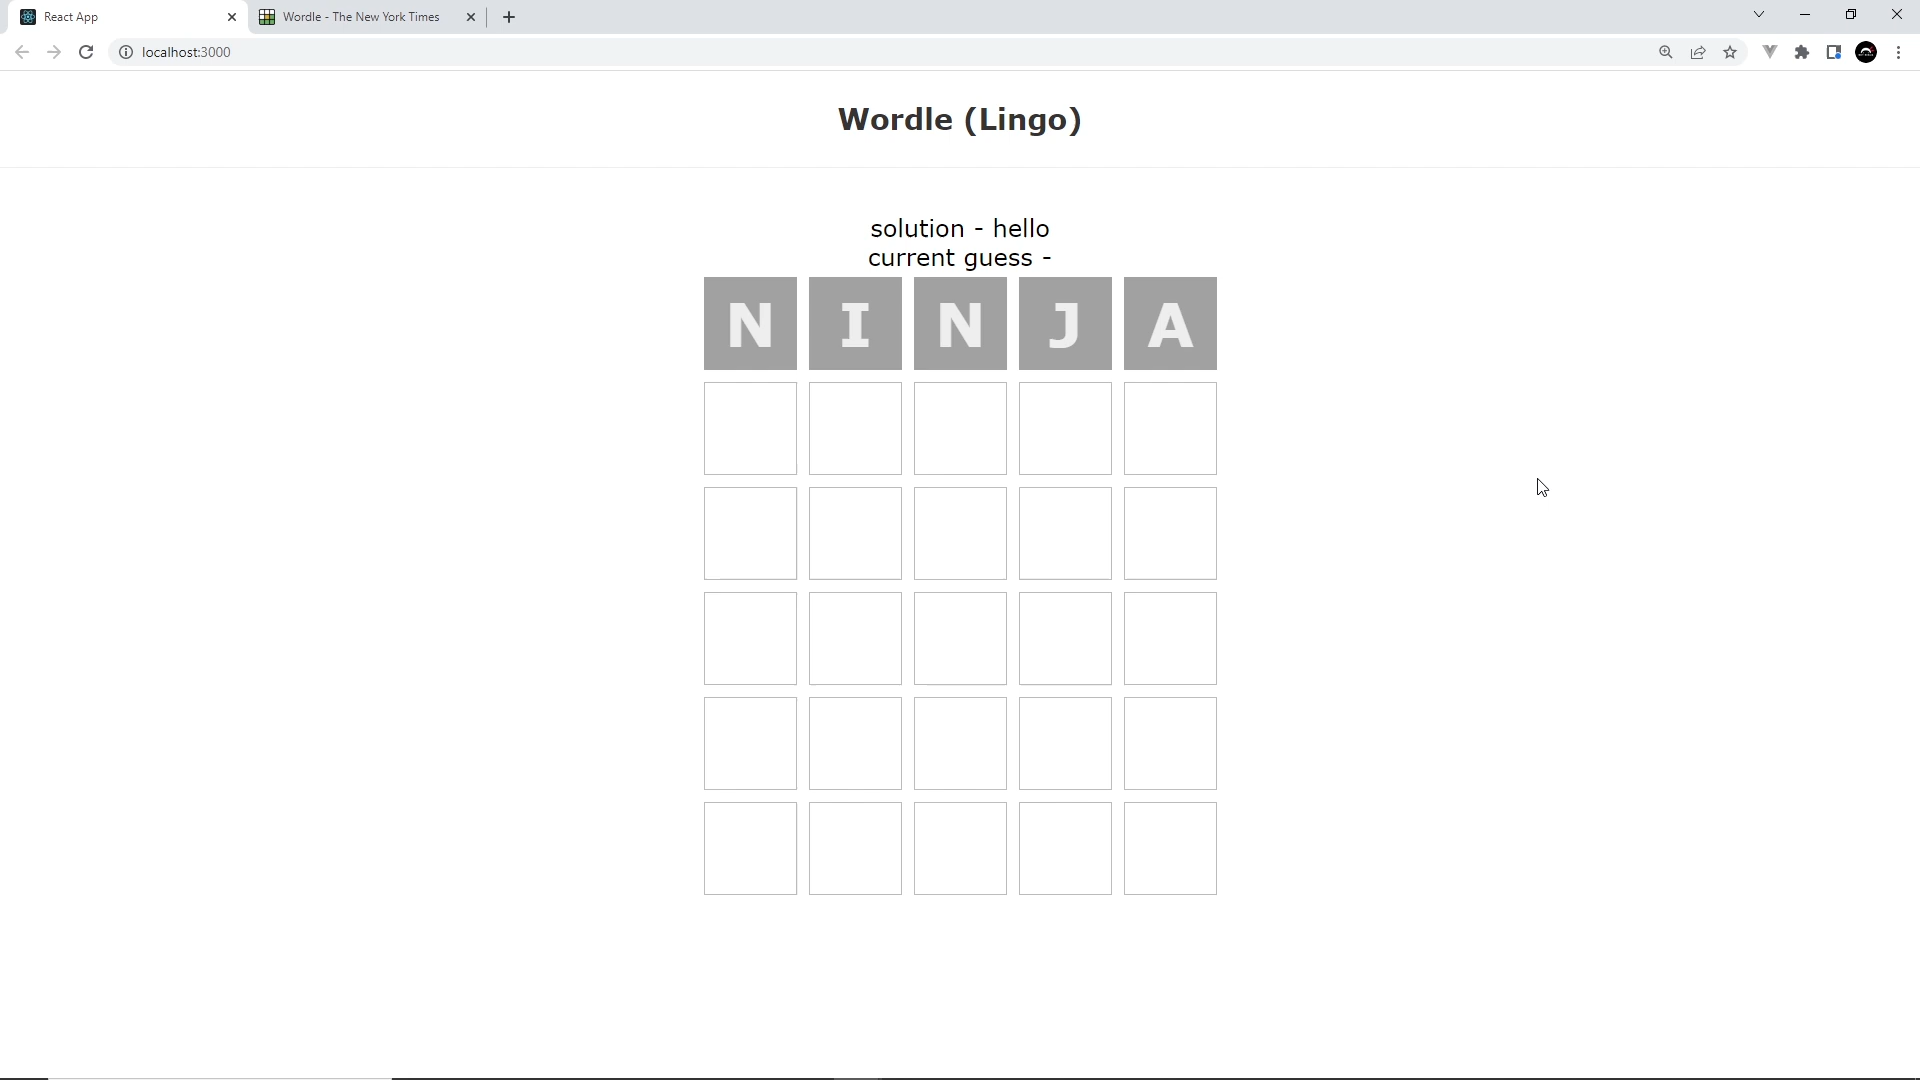 React App
Wordle - The New York Times
localhost:3000
Wordle (Lingo)
solution - hello
current guess -
N I N J A